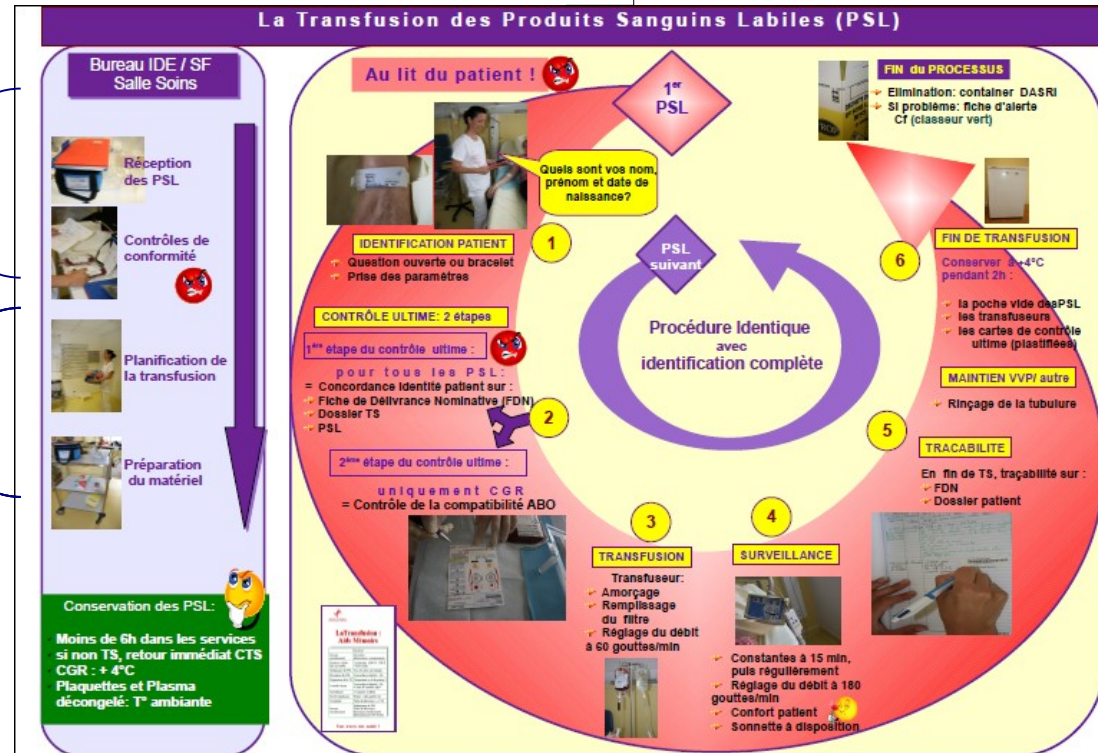 La Transfusion des Produits Sanguins Labiles (PSL)
Bureau IDE / SF
Salle Soins
Réception
des PSL
Contrôles de
conformité
Planification de
la transfusion
Préparation
du matériel
Conservation des PSL:
Moins de 6h dans les services
si non TS, retour immédiat CTS
CGR : + 4°C
Plaquettes et Plasma
décongelé: T° ambiante
Au lit du patient !
1er
PSL
Quels sont vos nom,
prénom et date de
naissance?
1
IDENTIFICATION PATIENT
Question ouverte ou bracelet
Prise des paramètres
CONTRÔLE ULTIME: 2 étapes
1ère étape du contrôle ultime :
pour tous les PSL:
= Concordance identité patient sur :
Fiche de Délivrance Nominative (FDN)
Dossier TS
PSL
2
2ème étape du contrôle ultime :
uniquement CGR
= Contrôle de la compatibilité ABO
La Transfusion :
Aide Mémoire
3
TRANSFUSION
Transfuseur:
Amorçage
Remplissage
du filtre
Réglage du débit
à 60 gouttes/min
4
SURVEILLANCE
Constantes à 15 min,
puis régulièrement
Réglage du débit à 180
gouttes/min
Confort patient
Sonnette à disposition
5
TRACABILITE
En fin de TS, traçabilité sur :
FDN
Dossier patient
MAINTIEN VVP/ autre
Rinçage de la tubulure
6
FIN DE TRANSFUSION
Conserver à +4°C
pendant 2h :
la poche vide desPSL
les transfuseurs
les cartes de contrôle
ultime (plastifiées)
FIN du PROCESSUS
Elimination: container DASRI
Si problème: fiche d'alerte
Cf (classeur vert)
PSL
suivant
Procédure Identique
avec
identification complète